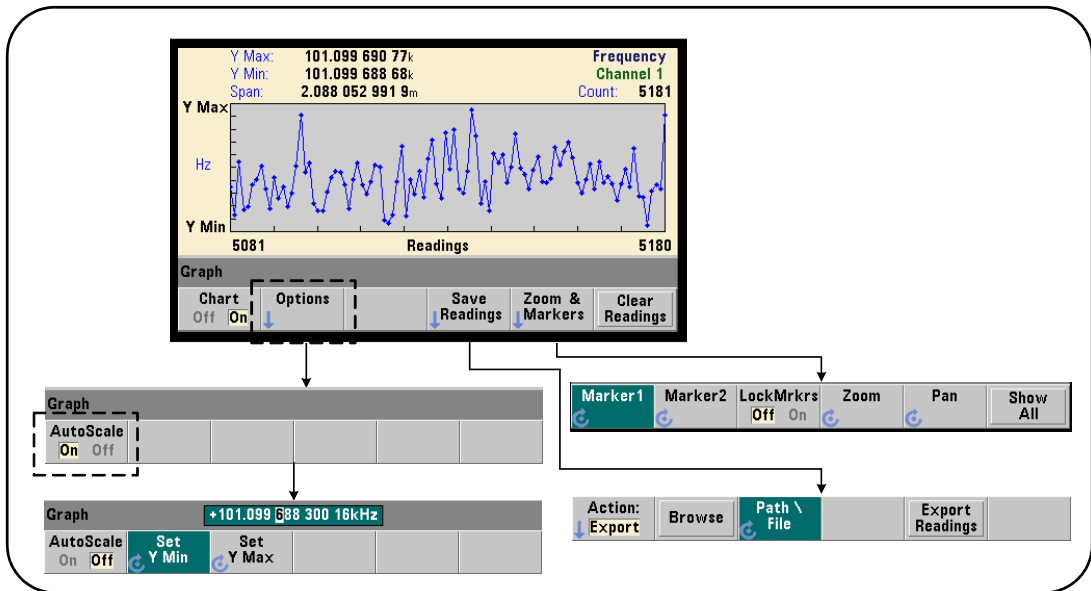 Y Max: 101.099 690 77k Frequency
Y Min: 101.099 688 68k Channel 1
Span: 2.088 052 991 9m Count: 5181
Y Max
Hz
Y Min
5081 Readings 5180
Graph
Chart Options Save Zoom & Clear
Off On Readings Markers Readings
Graph
AutoScale
On Off
Marker1 Marker2 LockMrkrs Zoom Pan Show
Off On All
Graph +101.099 688 300 16kHz
AutoScale Set Set
On Off Y Min Y Max
Action: Browse Path \ Export
Export File Readings